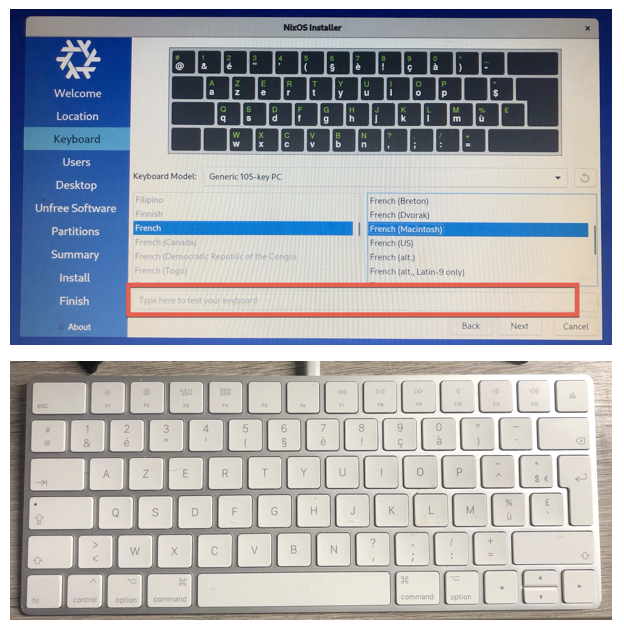 NixOS Installer
Welcome
Location
Keyboard
Users
Desktop
Unfree Software
Partitions
Summary
Install
Finish
About
# 1 2 3 4 5 6 7 8 9 0 ° _
@ & é " ' ( § è ! ç à ) -
A Z E R T Y U I O P *
a z e r t y u i o p $
Q S D F G H J K L M % £
q s d f g h j k l m ù
W X C V B N ? . / +
w x c v b n , ; : =
Keyboard Model: Generic 105-key PC
Filipino
Finnish
French
French (Canada)
French (Democratic Republic of the Congo)
French (Togo)
French (Breton)
French (Dvorak)
French (Macintosh)
French (US)
French (alt.)
French (alt., Latin-9 only)
Type here to test your keyboard
Back Next Cancel
esc F1 F2 F3 F4 F5 F6 F7 F8 F9 F10 F11 F12
# 1 2 3 4 5 6 7 8 9 0 ° _
@ & é " ' ( § è ! ç à ) -
A Z E R T Y U I O P ¨ *
^ $ €
Q S D F G H J K L M % £
ù `
> W X C V B N ? . / +
< , ; : =
fn control option command command option